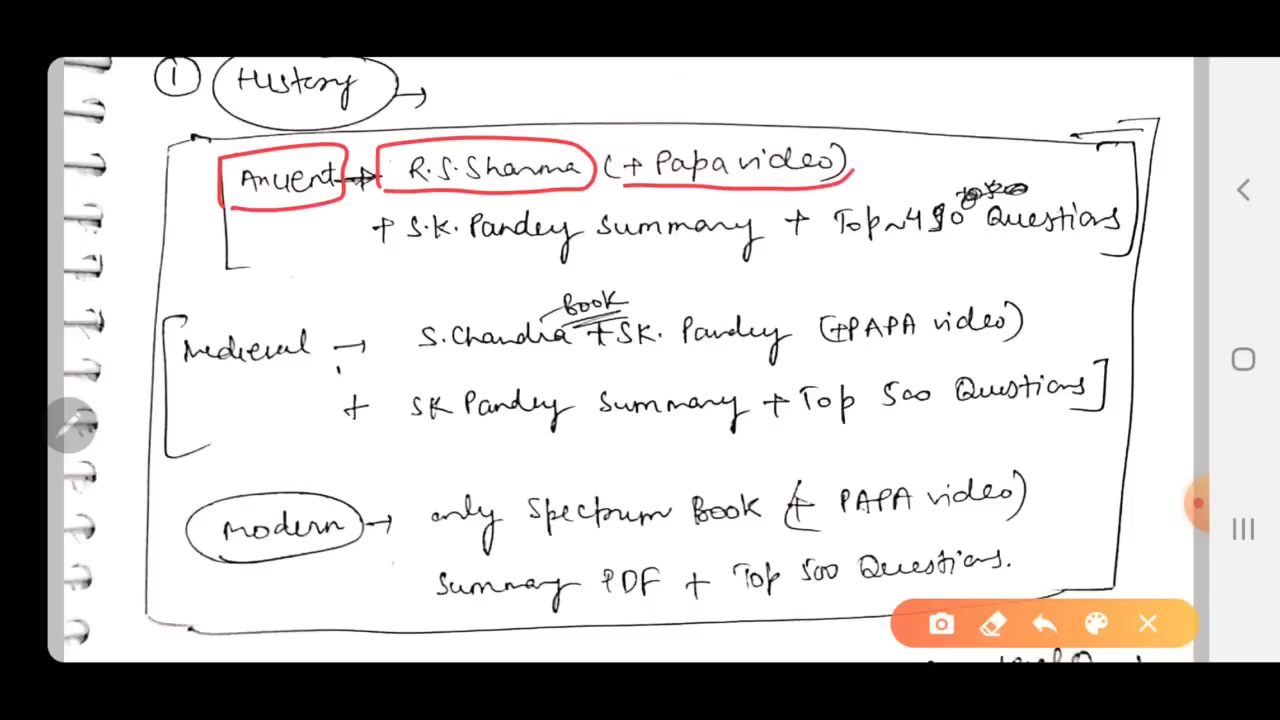 1 History →
Ancient → R.S. Sharma (+ Papa video)
+ S.K. Pandey Summary + Top Questions
Book
Medieval → S. Chandra + SK. Pandey (+PAPA video)
+ SK Pandey Summary + Top 500 Questions
Modern → only Spectrum Book (+ PAPA video)
Summary PDF + Top 500 Questions.